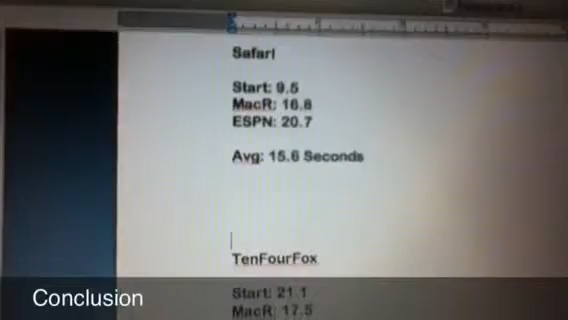 Safari
Start: 9.5
MacR: 16.8
ESPN: 20.7
Avg: 15.6 Seconds
TenFourFox
Start: 21.1
MacR: 17.5
Conclusion